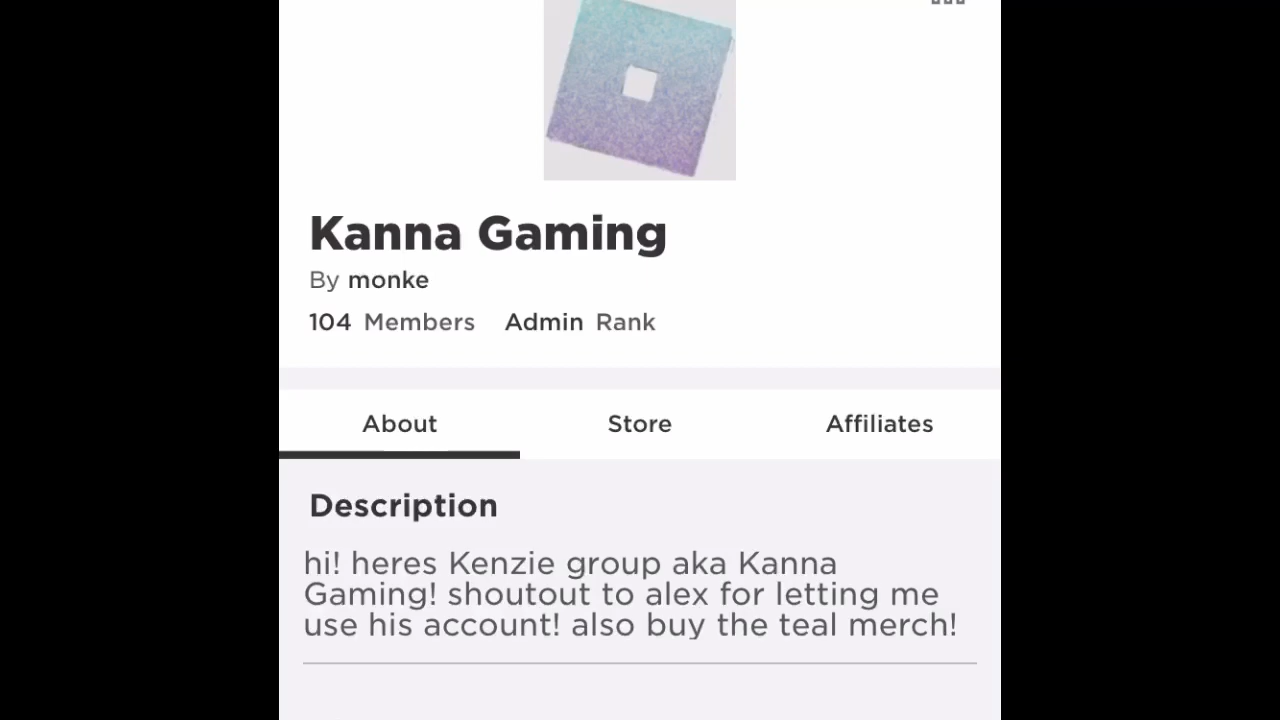 Kanna Gaming
By monke
104 Members Admin Rank
About Store Affiliates
Description
hi! heres Kenzie group aka Kanna
Gaming! shoutout to alex for letting me
use his account! also buy the teal merch!